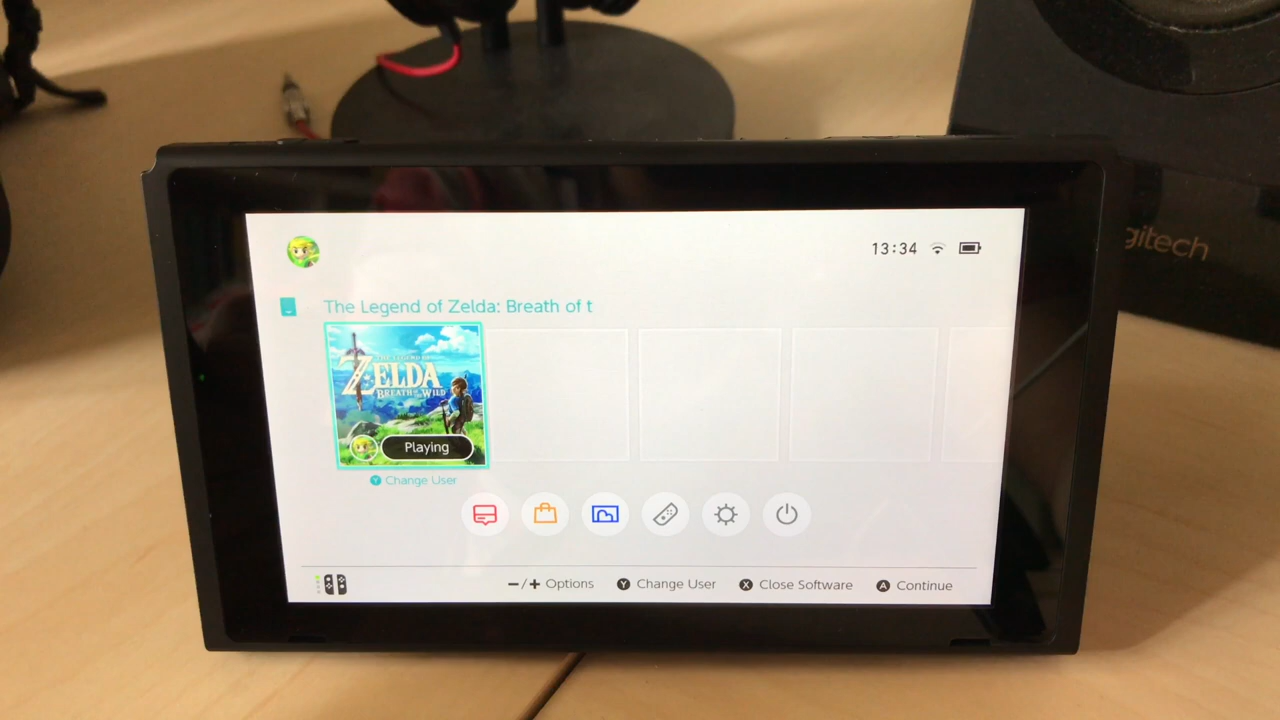 13:34
The Legend of Zelda: Breath of t
THE LEGEND OF
ZELDA
BREATH OF THE WILD
Playing
Y Change User
-/+ Options Y Change User X Close Software A Continue
gitech